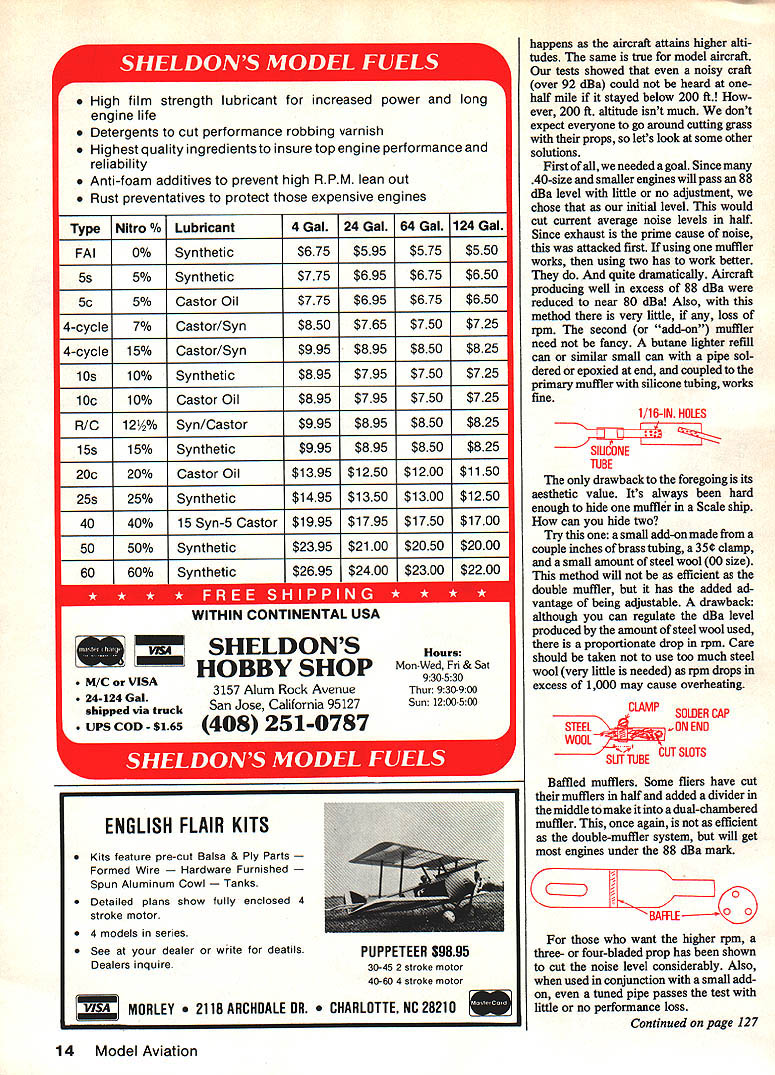 SHELDON'S MODEL FUELS
• High film strength lubricant for increased power and long
engine life
• Detergents to cut performance robbing varnish
• Highest quality ingredients to insure top engine performance and
reliability
• Anti-foam additives to prevent high R.P.M. lean out
• Rust preventatives to protect those expensive engines
Type Nitro % Lubricant 4 Gal. 24 Gal. 64 Gal. 124 Gal.
FAI 0% Synthetic $6.75 $5.95 $5.75 $5.50
5s 5% Synthetic $7.75 $6.95 $6.75 $6.50
5c 5% Castor Oil $7.75 $6.95 $6.75 $6.50
4-cycle 7% Castor/Syn $8.50 $7.65 $7.50 $7.25
4-cycle 15% Castor/Syn $9.95 $8.95 $8.50 $8.25
10s 10% Synthetic $8.95 $7.95 $7.50 $7.25
10c 10% Castor Oil $8.95 $7.95 $7.50 $7.25
R/C 12½% Syn/Castor $9.95 $8.95 $8.50 $8.25
15s 15% Synthetic $9.95 $8.95 $8.50 $8.25
20c 20% Castor Oil $13.95 $12.50 $12.00 $11.50
25s 25% Synthetic $14.95 $13.50 $13.00 $12.50
40 40% 15 Syn-5 Castor $19.95 $17.95 $17.50 $17.00
50 50% Synthetic $23.95 $21.00 $20.50 $20.00
60 60% Synthetic $26.95 $24.00 $23.00 $22.00
★ ★ ★ ★ FREE SHIPPING ★ ★ ★ ★
WITHIN CONTINENTAL USA
master charge
VISA
• M/C or VISA
• 24-124 Gal.
shipped via truck
• UPS COD - $1.65
SHELDON'S
HOBBY SHOP
3157 Alum Rock Avenue
San Jose, California 95127
(408) 251-0787
Hours:
Mon-Wed, Fri & Sat
9:30-5:30
Thur: 9:30-9:00
Sun: 12:00-5:00
SHELDON'S MODEL FUELS
ENGLISH FLAIR KITS
• Kits feature pre-cut Balsa & Ply Parts —
Formed Wire — Hardware Furnished —
Spun Aluminum Cowl — Tanks.
• Detailed plans show fully enclosed 4
stroke motor.
• 4 models in series.
• See at your dealer or write for deatils.
Dealers inquire.
PUPPETEER $98.95
30-45 2 stroke motor
40-60 4 stroke motor
VISA
MORLEY • 2118 ARCHDALE DR. • CHARLOTTE, NC 28210
MasterCard
happens as the aircraft attains higher alti-
tudes. The same is true for model aircraft.
Our tests showed that even a noisy craft
(over 92 dBa) could not be heard at one-
half mile if it stayed below 200 ft.! How-
ever, 200 ft. altitude isn't much. We don't
expect everyone to go around cutting grass
with their props, so let's look at some other
solutions.
First of all, we needed a goal. Since many
.40-size and smaller engines will pass an 88
dBa level with little or no adjustment, we
chose that as our initial level. This would
cut current average noise levels in half.
Since exhaust is the prime cause of noise,
this was attacked first. If using one muffler
works, then using two has to work better.
They do. And quite dramatically. Aircraft
producing well in excess of 88 dBa were
reduced to near 80 dBa! Also, with this
method there is very little, if any, loss of
rpm. The second (or "add-on") muffler
need not be fancy. A butane lighter refill
can or similar small can with a pipe sol-
dered or epoxied at end, and coupled to the
primary muffler with silicone tubing, works
fine.
1/16-IN. HOLES
SILICONE
TUBE
The only drawback to the foregoing is its
aesthetic value. It's always been hard
enough to hide one muffler in a Scale ship.
How can you hide two?
Try this one: a small add-on made from a
couple inches of brass tubing, a 35¢ clamp,
and a small amount of steel wool (00 size).
This method will not be as efficient as the
double muffler, but it has the added ad-
vantage of being adjustable. A drawback:
although you can regulate the dBa level
produced by the amount of steel wool used,
there is a proportionate drop in rpm. Care
should be taken not to use too much steel
wool (very little is needed) as rpm drops in
excess of 1,000 may cause overheating.
CLAMP
SOLDER CAP
ON END
STEEL
WOOL
SLIT TUBE
CUT SLOTS
Baffled mufflers. Some fliers have cut
their mufflers in half and added a divider in
the middle to make it into a dual-chambered
muffler. This, once again, is not as efficient
as the double-muffler system, but will get
most engines under the 88 dBa mark.
BAFFLE
For those who want the higher rpm, a
three- or four-bladed prop has been shown
to cut the noise level considerably. Also,
when used in conjunction with a small add-
on, even a tuned pipe passes the test with
little or no performance loss.
Continued on page 127
14 Model Aviation